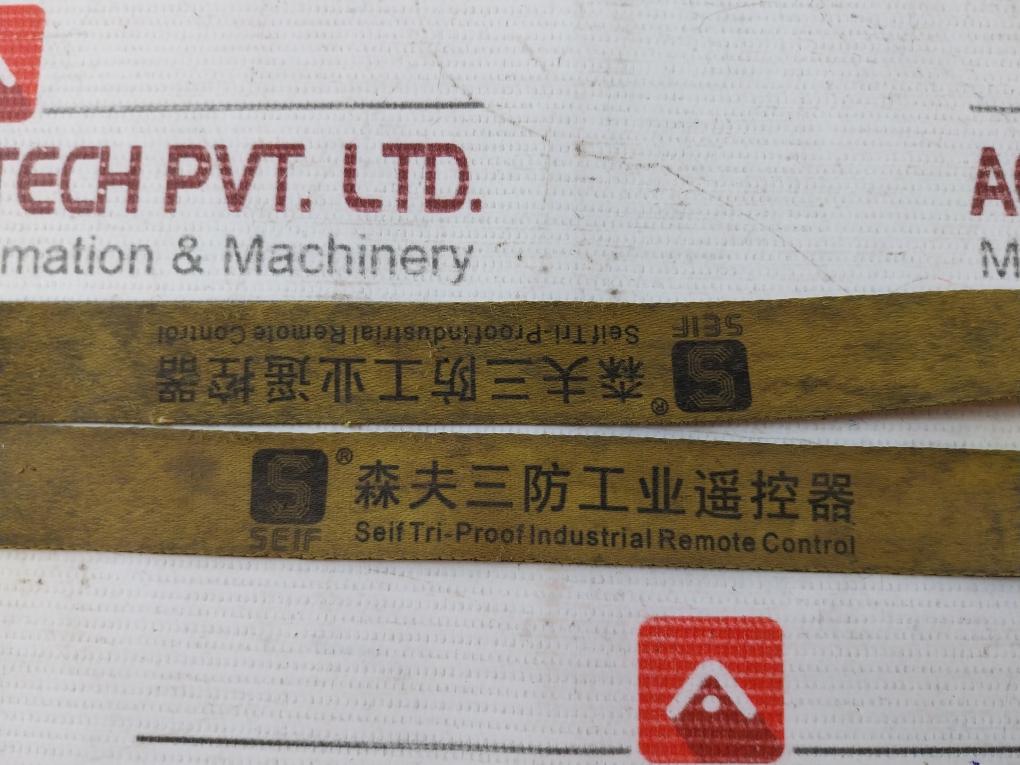 TECH PVT. LTD.
mation & Machinery
Seif Tri-Proof Industrial Remote Control
森夫三防工业遥控器
®
SEIF
®
森夫三防工业遥控器
SEIF
Seif Tri-Proof Industrial Remote Control